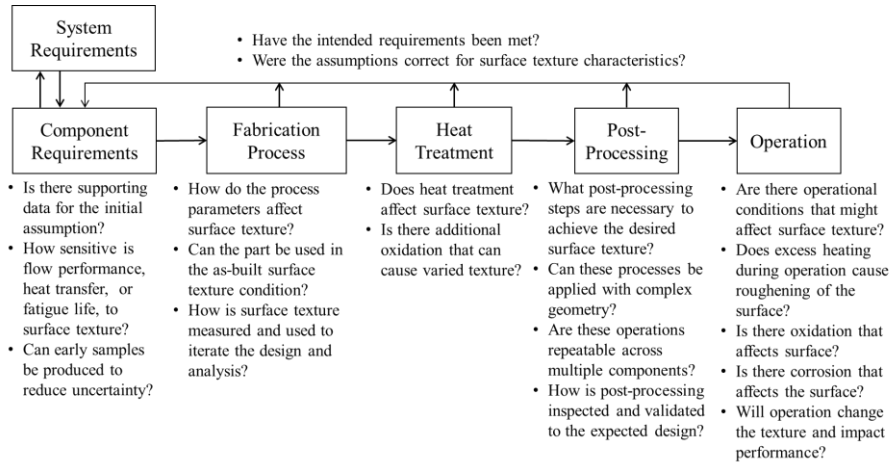 System
Requirements
• Have the intended requirements been met?
• Were the assumptions correct for surface texture characteristics?
Component
Requirements
Fabrication
Process
Heat
Treatment
Post-
Processing
Operation
• Is there supporting
data for the initial
assumption?
• How sensitive is
flow performance,
heat transfer, or
fatigue life, to
surface texture?
• Can early samples
be produced to
reduce uncertainty?
• How do the process
parameters affect
surface texture?
• Can the part be used in
the as-built surface
texture condition?
• How is surface texture
measured and used to
iterate the design and
analysis?
• Does heat treatment
affect surface texture?
• Is there additional
oxidation that can
cause varied texture?
• What post-processing
steps are necessary to
achieve the desired
surface texture?
• Can these processes be
applied with complex
geometry?
• Are these operations
repeatable across
multiple components?
• How is post-processing
inspected and validated
to the expected design?
• Are there operational
conditions that might
affect surface texture?
• Does excess heating
during operation cause
roughening of the
surface?
• Is there oxidation that
affects surface?
• Is there corrosion that
affects the surface?
• Will operation change
the texture and impact
performance?